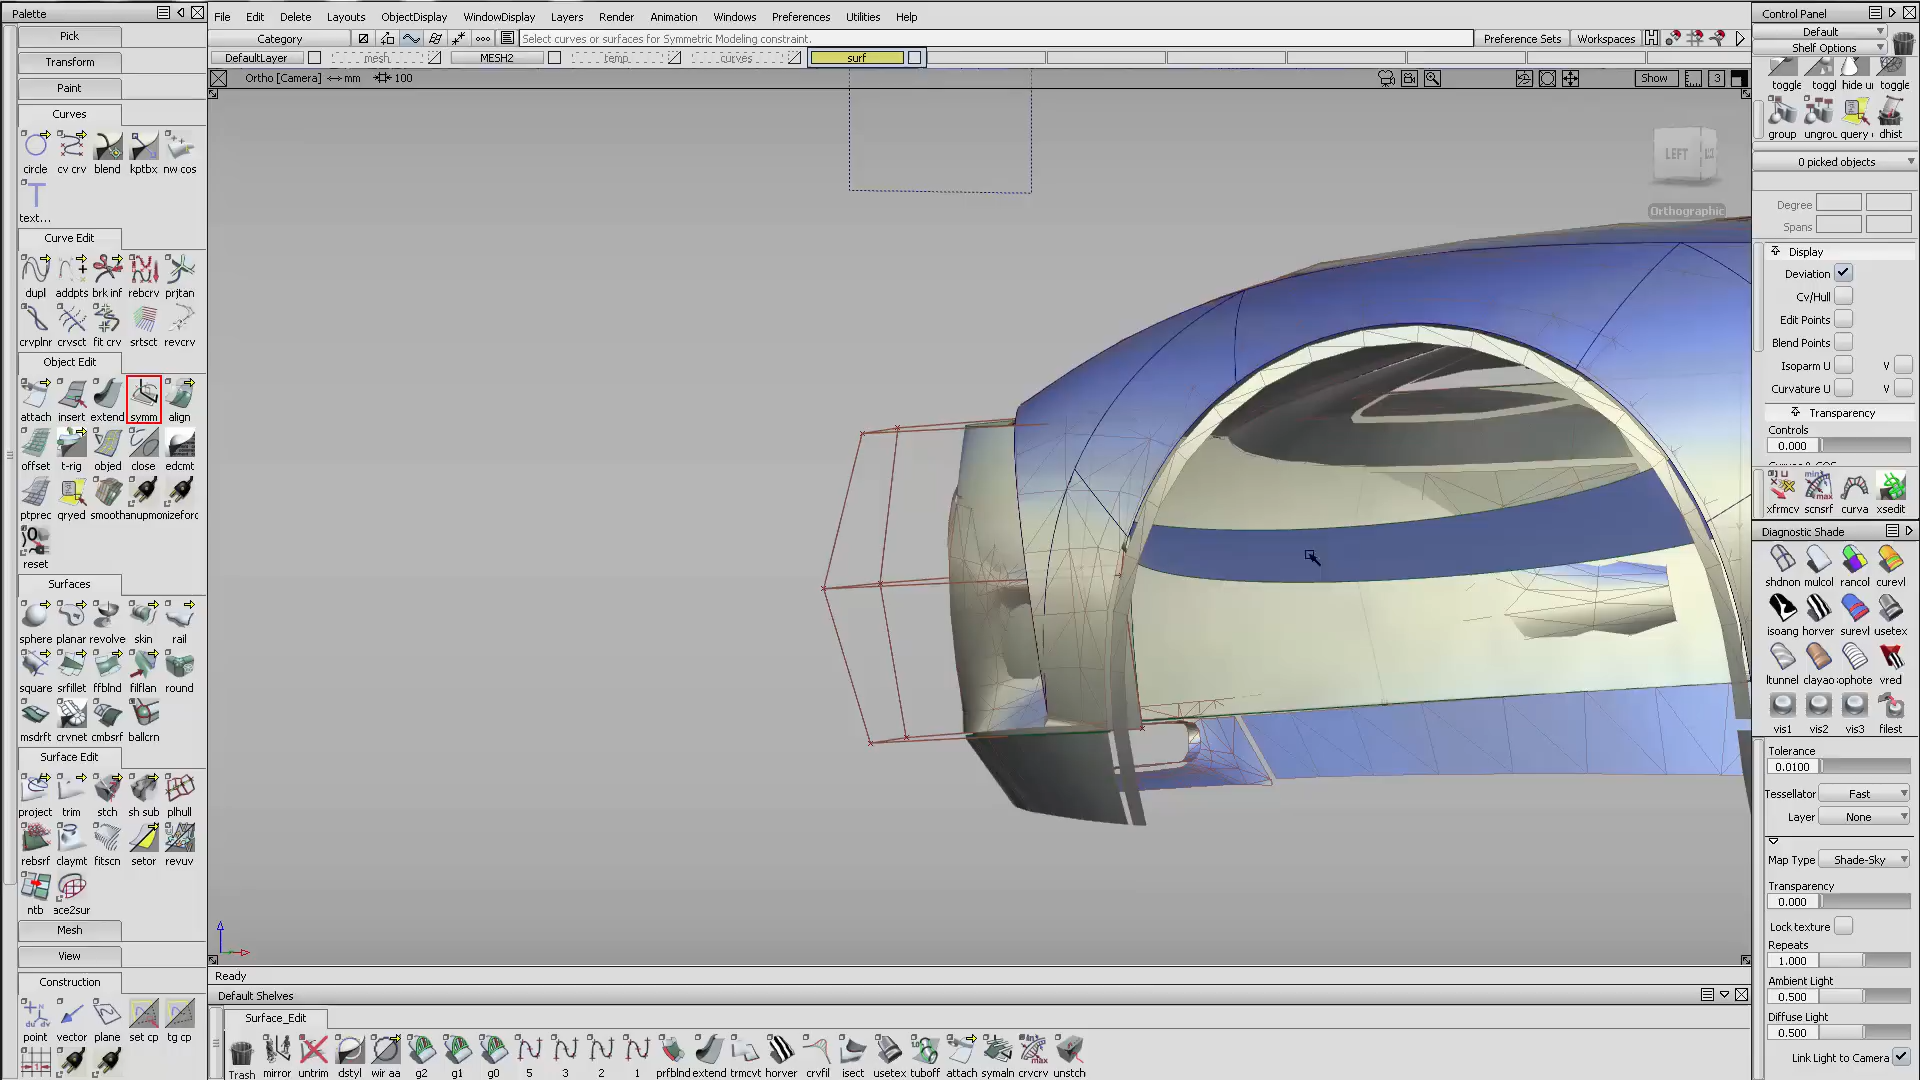 Palette
Pick
Transform
Paint
Curves
circle cv crv blend kptbx nw cos
text...
Curve Edit
dupl addpts brk inf rebcrv prjtan
crvplnr crvsct fit crv srtsct revcrv
Object Edit
attach insert extend symm align
offset t-rig objed close edcmt
ptprec qryed smooth
reset
Surfaces
sphere planar revolve skin rail
square srfillet ffblnd filflan round
msdrft crvnet cmbsrf ballcrn
Surface Edit
project trim stch sh sub plhull
rebsrf claymt fitscn setor revuv
ntb ace2sur
Mesh
View
Construction
point vector plane set cp tg cp
File Edit Delete Layouts ObjectDisplay WindowDisplay Layers Render Animation Windows Preferences Utilities Help
Category Select curves or surfaces for Symmetric Modeling constraint. Preference Sets Workspaces
DefaultLayer mesh MESH2 temp curves surf
Ortho [Camera] mm 100 Show 3
LEFT
Orthographic
Ready
Default Shelves
Surface_Edit
Trash mirror untrim dstyl wir aa g2 g1 g0 5 3 2 1 prfblnd extend trmcvt horver crvfil isect usetex tuboff attach symaln crvcrv unstch
Control Panel
Default
Shelf Options
toggle toggl hide ur toggle
group ungrou query dhist
0 picked objects
Degree
Spans
Display
Deviation
Cv/Hull
Edit Points
Blend Points
Isoparm U V
Curvature U V
Transparency
Controls
0.000
xfrmcv scnsrf curva xsedit
Diagnostic Shade
shdnon mulcol rancol curevl
isoang horver surevl usetex
ltunnel clayao ophote vred
vis1 vis2 vis3 filest
Tolerance
0.0100
Tessellator Fast
Layer None
Map Type Shade-Sky
Transparency
0.000
Lock texture
Repeats
1.000
Ambient Light
0.500
Diffuse Light
0.500
Link Light to Camera